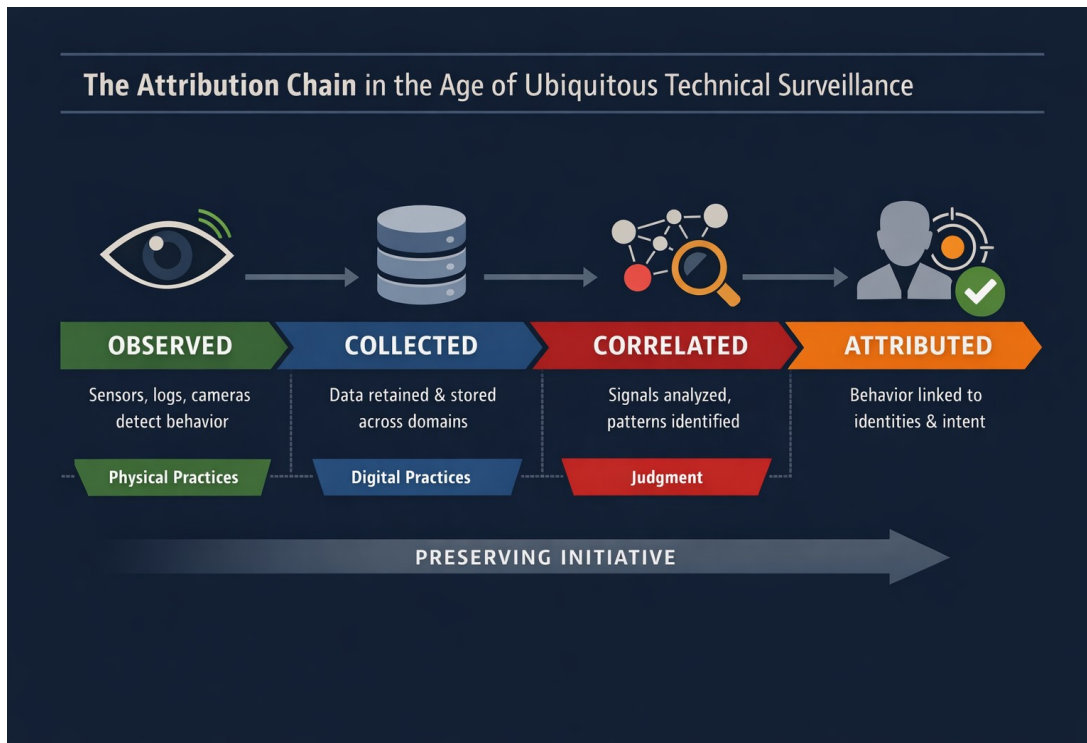 The Attribution Chain in the Age of Ubiquitous Technical Surveillance
OBSERVED
COLLECTED
CORRELATED
ATTRIBUTED
Sensors, logs, cameras
detect behavior
Data retained & stored
across domains
Signals analyzed,
patterns identified
Behavior linked to
identities & intent
Physical Practices
Digital Practices
Judgment
PRESERVING INITIATIVE